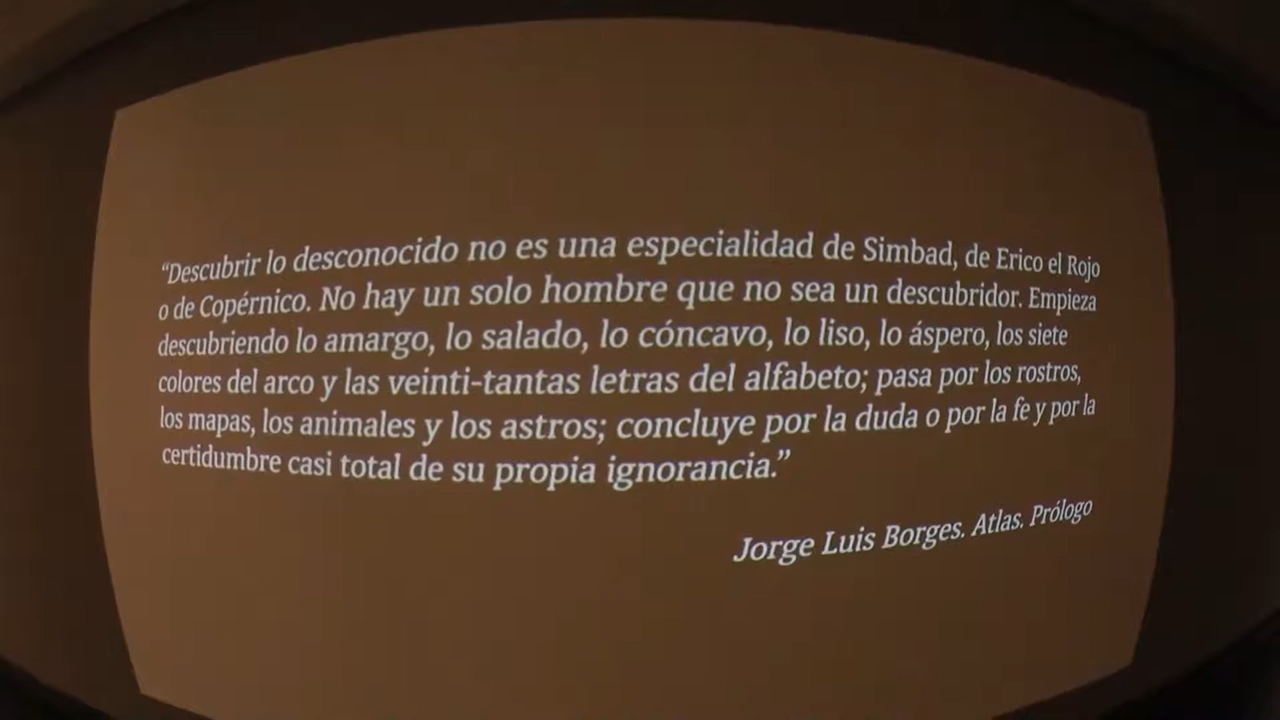 “Descubrir lo desconocido no es una especialidad de Simbad, de Erico el Rojo
o de Copérnico. No hay un solo hombre que no sea un descubridor. Empieza
descubriendo lo amargo, lo salado, lo cóncavo, lo liso, lo áspero, los siete
colores del arco y las veinti-tantas letras del alfabeto; pasa por los rostros,
los mapas, los animales y los astros; concluye por la duda o por la fe y por la
certidumbre casi total de su propia ignorancia.”
Jorge Luis Borges. Atlas. Prólogo